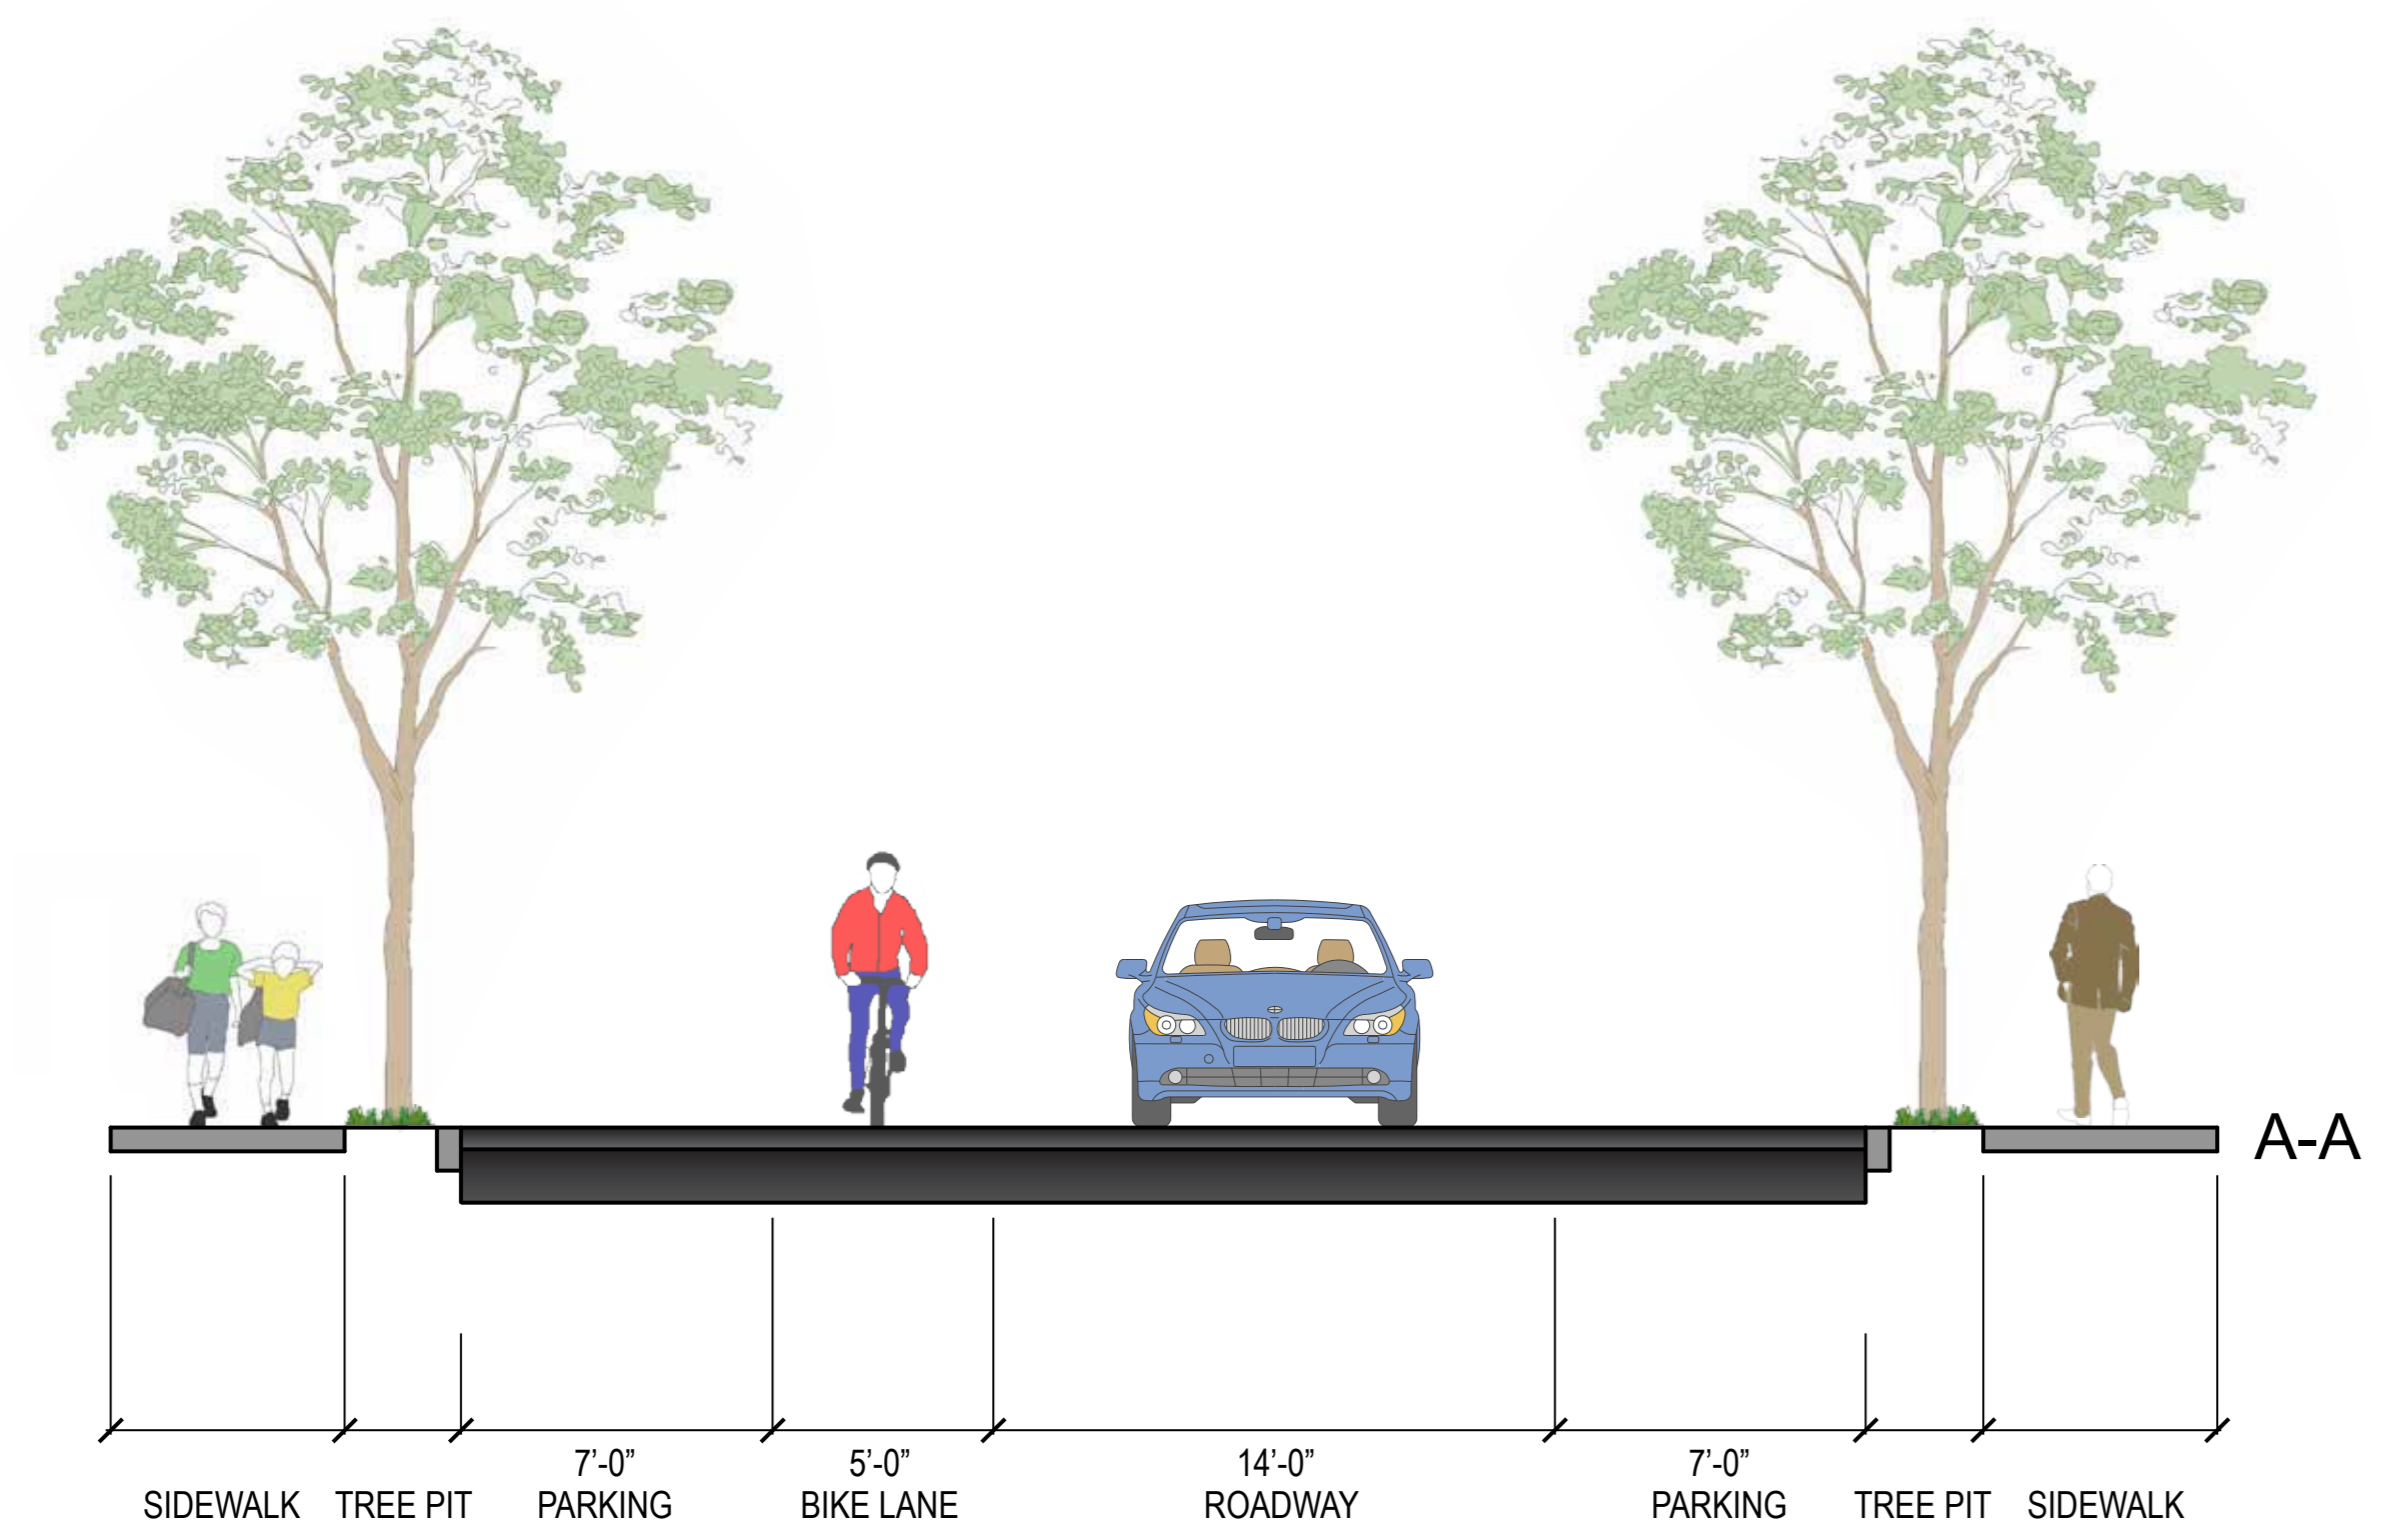 A-A
7’-0” 5’-0” 14’-0” 7’-0”
SIDEWALK TREE PIT PARKING BIKE LANE ROADWAY PARKING TREE PIT SIDEWALK